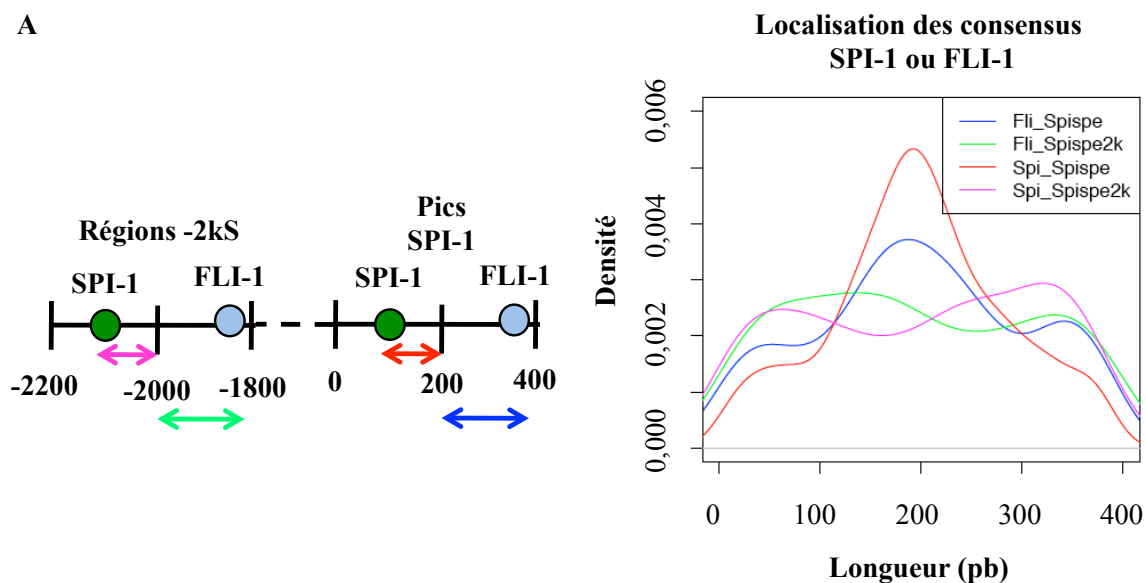 A
Régions -2kS
Pics
SPI-1
SPI-1
FLI-1
SPI-1
FLI-1
-2200
-2000
-1800
0
200
400
Localisation des consensus
SPI-1 ou FLI-1
Fli_Spispe
Fli_Spispe2k
Spi_Spispe
Spi_Spispe2k
Densité
0,006
0,004
0,002
0,000
0
100
200
300
400
Longueur (pb)